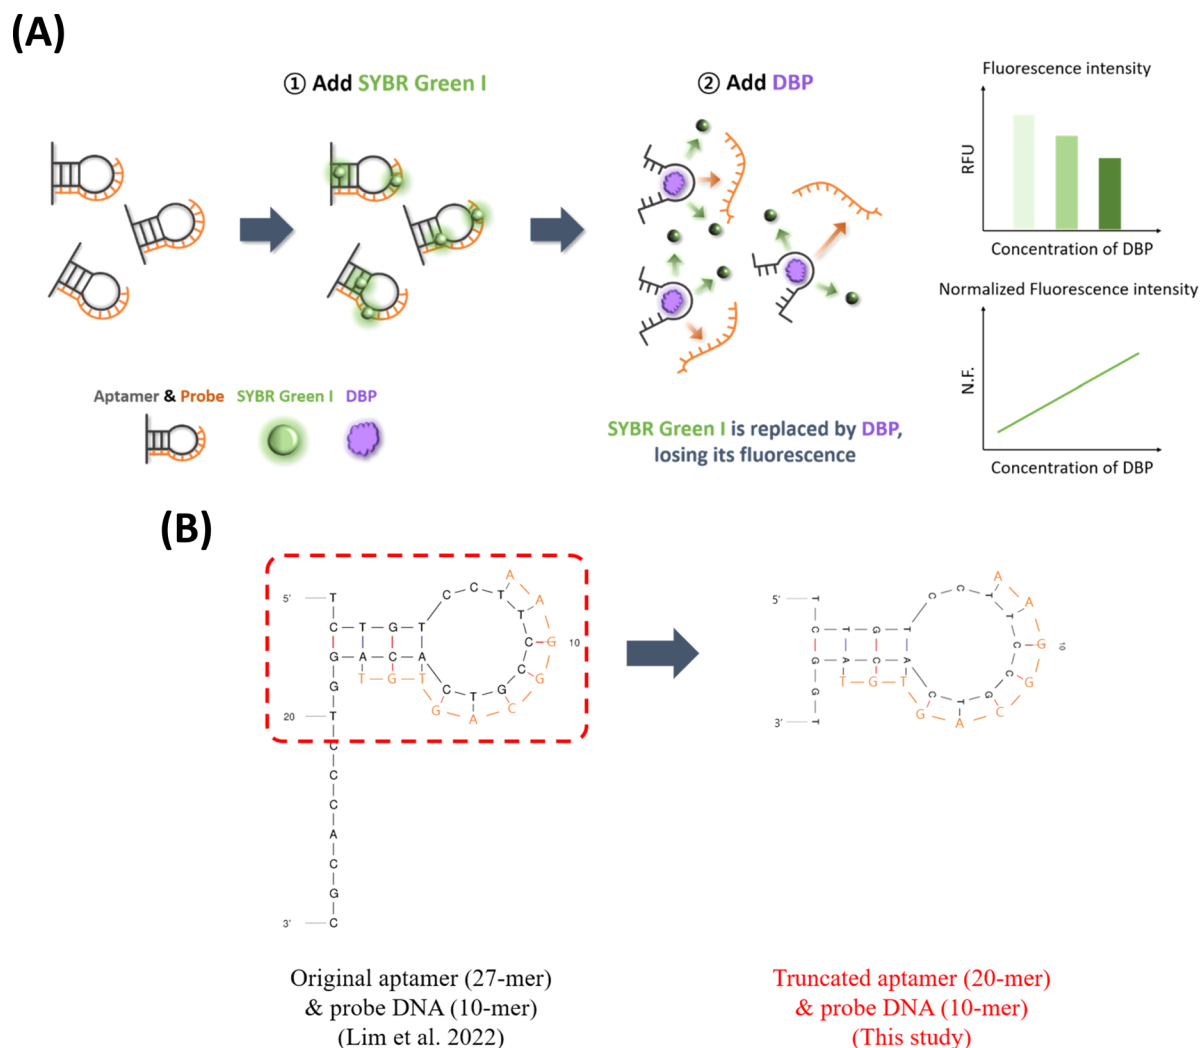 (A)
① Add SYBR Green I
② Add DBP
Fluorescence intensity
RFU
Concentration of DBP
Normalized Fluorescence intensity
N.F.
Concentration of DBP
Aptamer & Probe SYBR Green I DBP
SYBR Green I is replaced by DBP,
losing its fluorescence
(B)
5' T
C T G T C C T T C C G T C A C A G
G
20 T
C
C
C
A
C
G
3' C
A A G G C A G T G T
10
5' T
C T G T C C T T C C G T C A C A G
G
3' T
A A G G C A G T G T
10
Original aptamer (27-mer)
& probe DNA (10-mer)
(Lim et al. 2022)
Truncated aptamer (20-mer)
& probe DNA (10-mer)
(This study)